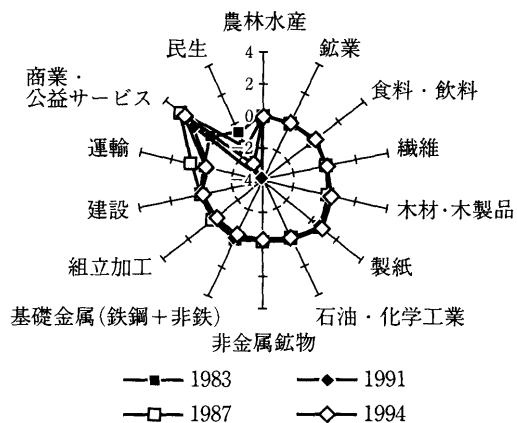 農林水産
鉱業
食料・飲料
繊維
木材・木製品
製紙
石油・化学工業
非金属鉱物
基礎金属(鉄鋼+非鉄)
組立加工
建設
運輸
商業・
公益サービス
民生
4
2
0
-2
-4
1983
1991
1987
1994